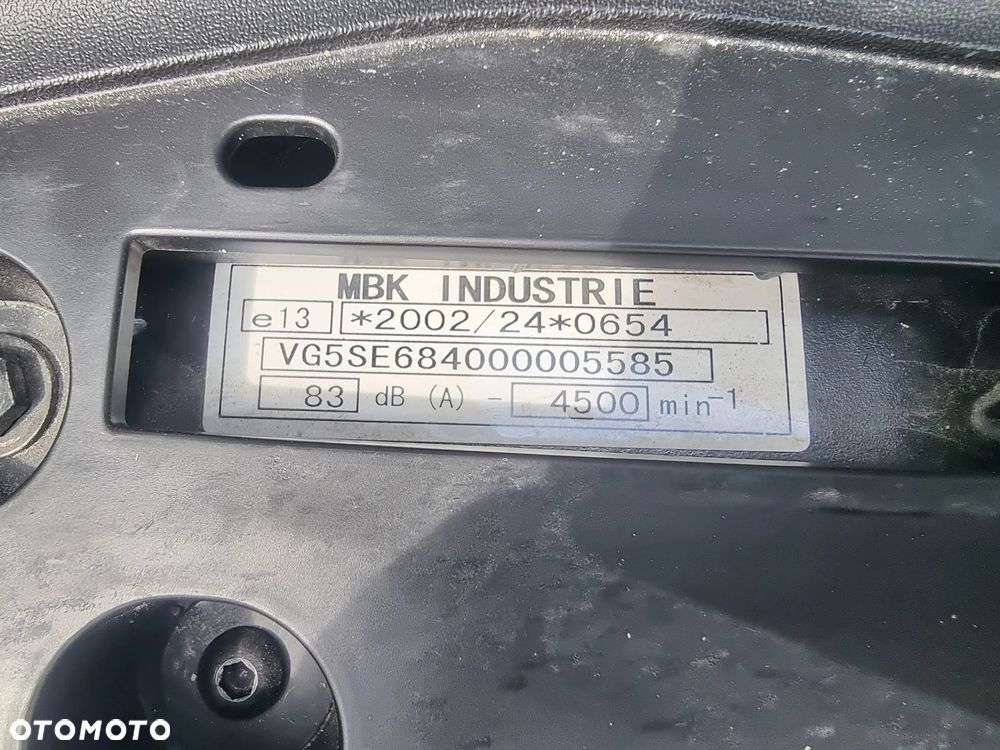 MBK INDUSTRIE
e13 *2002/24*0654
VG5SE684000005585
83 dB (A) - 4500 min-1
OTOMOTO